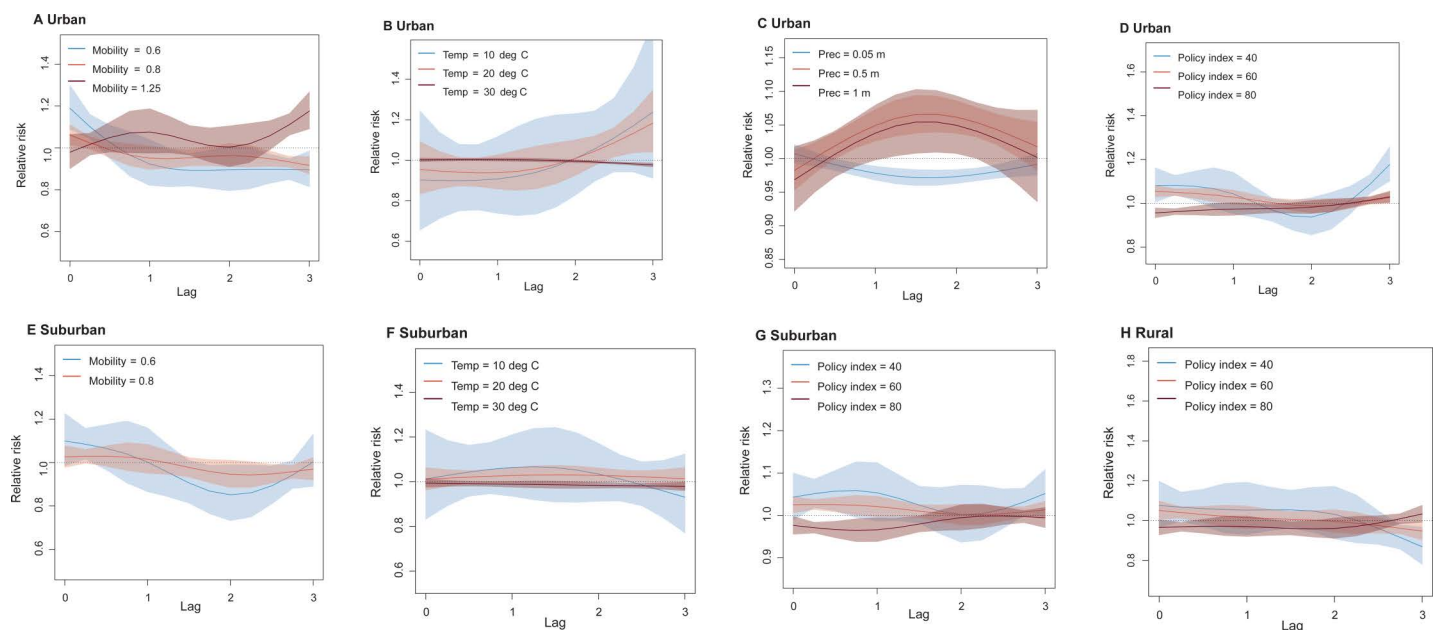 A Urban
Mobility = 0.6
Mobility = 0.8
Mobility = 1.25
Relative risk
1.4
1.2
1.0
0.8
0.6
0
1
2
3
Lag
B Urban
Temp = 10 deg C
Temp = 20 deg C
Temp = 30 deg C
Relative risk
1.4
1.2
1.0
0.8
0.6
0
1
2
3
Lag
C Urban
Prec = 0.05 m
Prec = 0.5 m
Prec = 1 m
Relative risk
1.15
1.10
1.05
1.00
0.95
0.90
0.85
0
1
2
3
Lag
D Urban
Policy index = 40
Policy index = 60
Policy index = 80
Relative risk
1.6
1.4
1.2
1.0
0.8
0
1
2
3
Lag
E Suburban
Mobility = 0.6
Mobility = 0.8
Relative risk
1.4
1.2
1.0
0.8
0.6
0
1
2
3
Lag
F Suburban
Temp = 10 deg C
Temp = 20 deg C
Temp = 30 deg C
Relative risk
1.4
1.2
1.0
0.8
0.6
0
1
2
3
Lag
G Suburban
Policy index = 40
Policy index = 60
Policy index = 80
Relative risk
1.3
1.2
1.1
1.0
0.9
0
1
2
3
Lag
H Rural
Policy index = 40
Policy index = 60
Policy index = 80
Relative risk
1.8
1.6
1.4
1.2
1.0
0.8
0
1
2
3
Lag